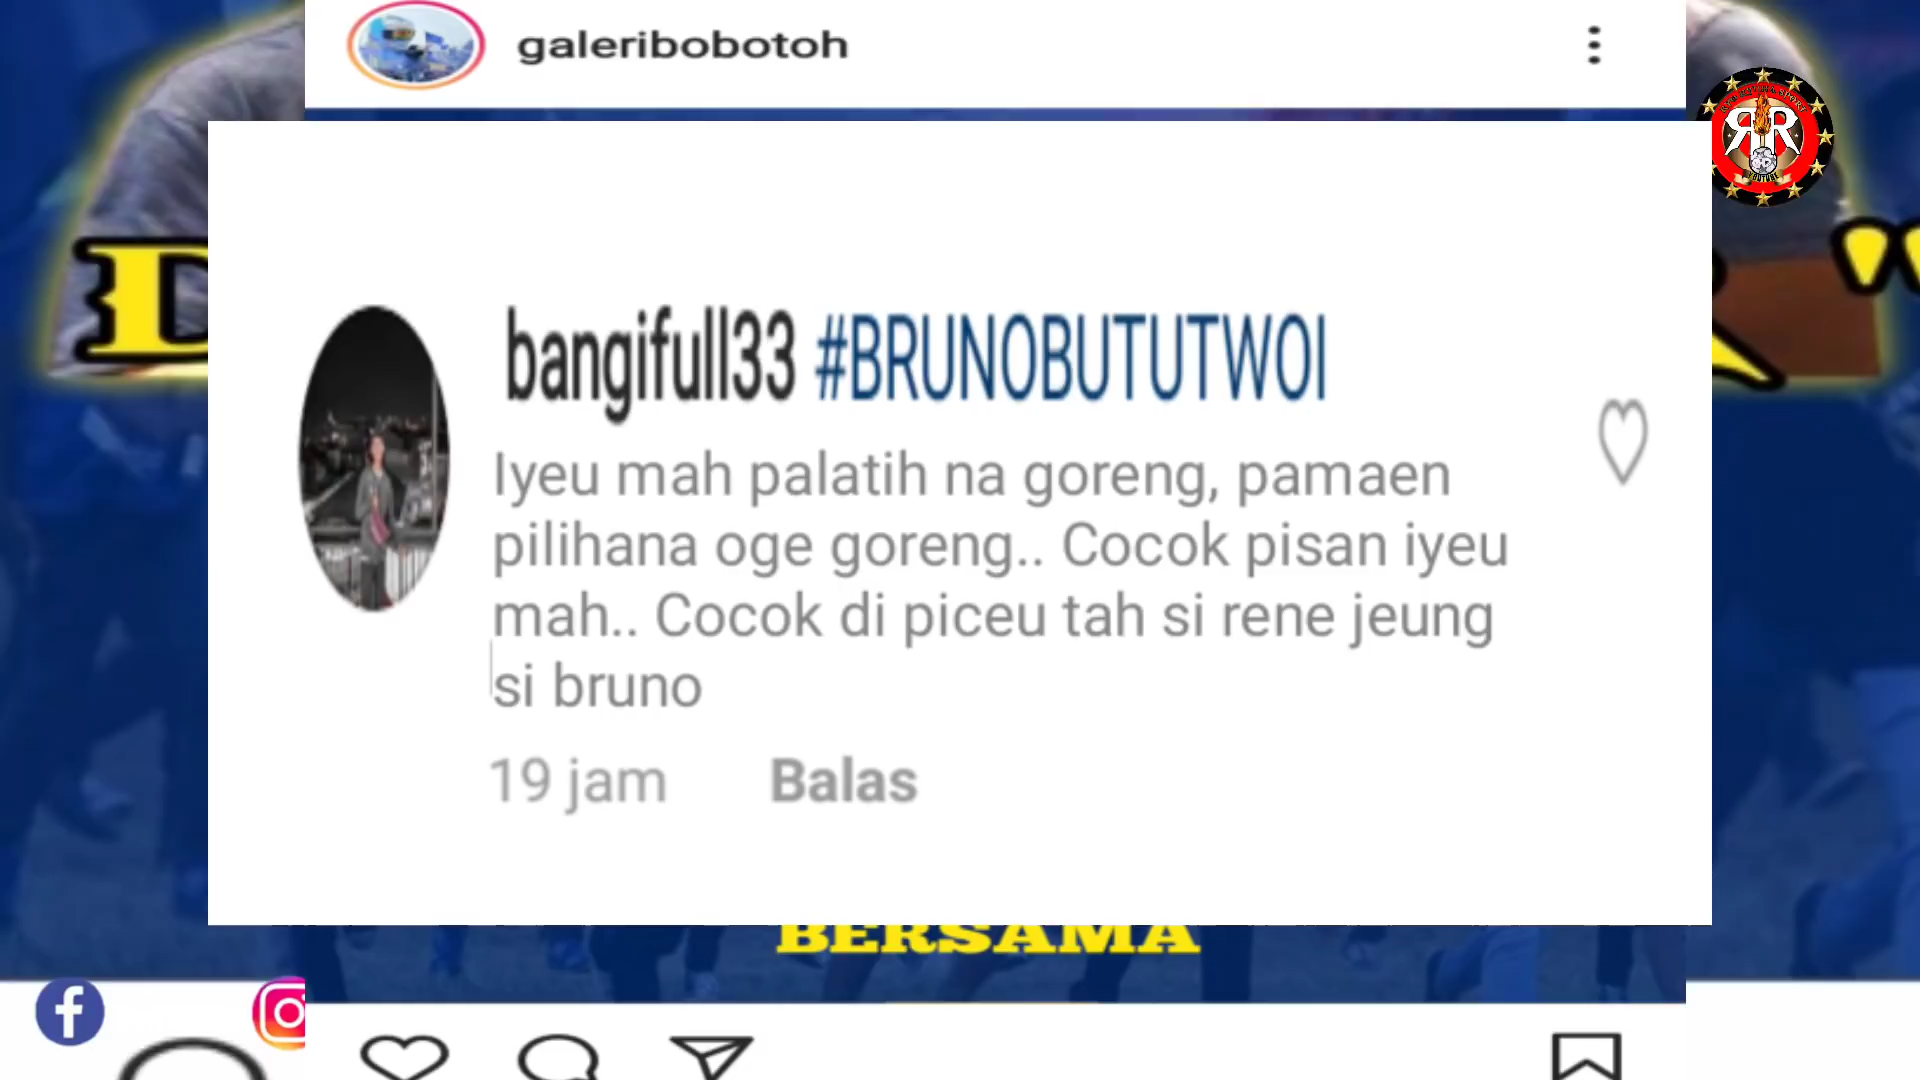 galeribobotoh
bangifull33 #BRUNOBUTUTWOI
Iyeu mah palatih na goreng, pamaen
pilihana oge goreng.. Cocok pisan iyeu
mah.. Cocok di piceu tah si rene jeung
si bruno
19 jam Balas
BERSAMA